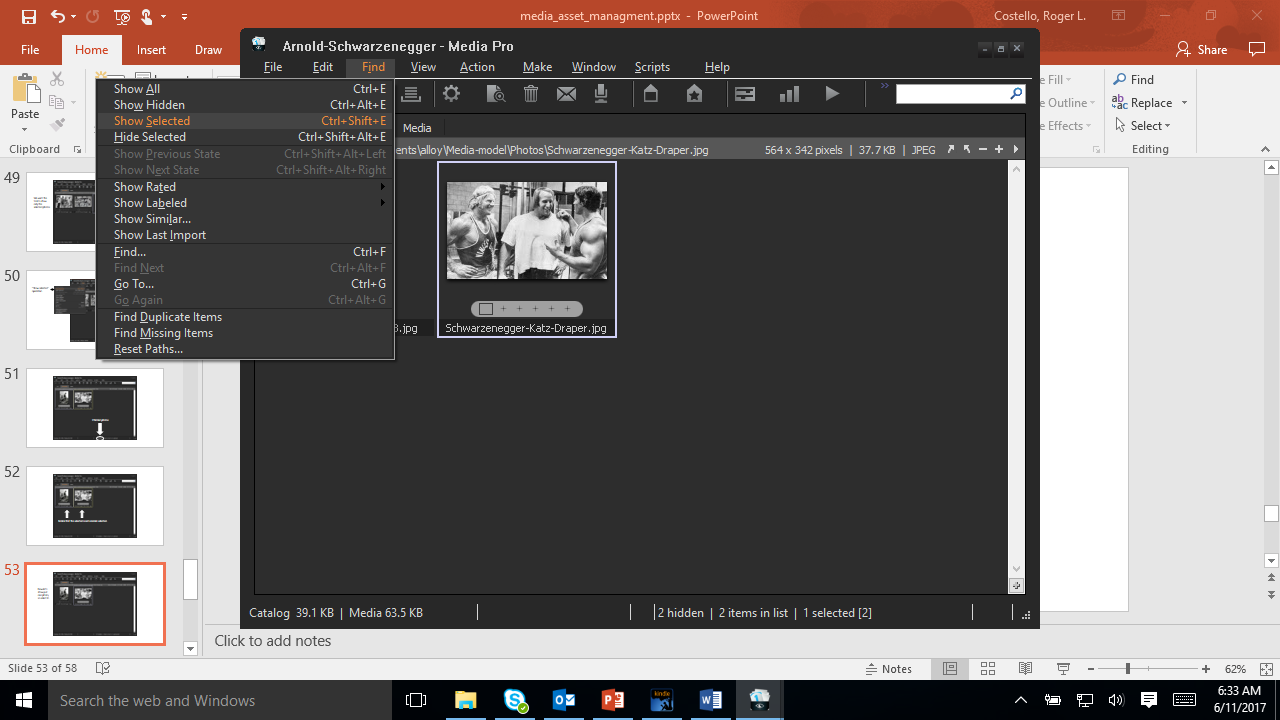 media_asset_managment.pptx - PowerPoint
Costello, Roger L.
File
Home
Insert
Draw
Share
Paste
Clipboard
Fill
Outline
Effects
Find
Replace
Select
Editing
Arnold-Schwarzenegger - Media Pro
File Edit Find View Action Make Window Scripts Help
Show All Ctrl+E
Show Hidden Ctrl+Alt+E
Show Selected Ctrl+Shift+E
Hide Selected Ctrl+Shift+Alt+E
Show Previous State Ctrl+Shift+Alt+Left
Show Next State Ctrl+Shift+Alt+Right
Show Rated
Show Labeled
Show Similar...
Show Last Import
Find... Ctrl+F
Find Next Ctrl+Alt+F
Go To... Ctrl+G
Go Again Ctrl+Alt+G
Find Duplicate Items
Find Missing Items
Reset Paths...
Media
ents\alloy\Media-model\Photos\Schwarzenegger-Katz-Draper.jpg 564 x 342 pixels | 37.7 KB | JPEG
3.jpg
Schwarzenegger-Katz-Draper.jpg
Catalog 39.1 KB | Media 63.5 KB
2 hidden | 2 items in list | 1 selected [2]
49
50
51
52
53
Click to add notes
Slide 53 of 58
Notes
62%
Search the web and Windows
kindle
6:33 AM
6/11/2017